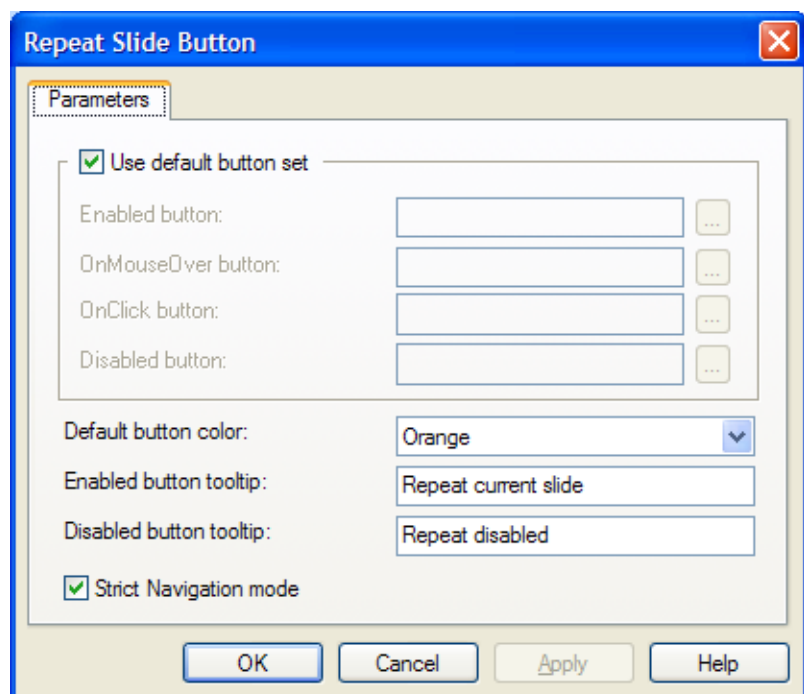 Repeat Slide Button
Parameters
Use default button set
Enabled button:
...
OnMouseOver button:
...
OnClick button:
...
Disabled button:
...
Default button color: Orange
Enabled button tooltip: Repeat current slide
Disabled button tooltip: Repeat disabled
Strict Navigation mode
OK Cancel Apply Help